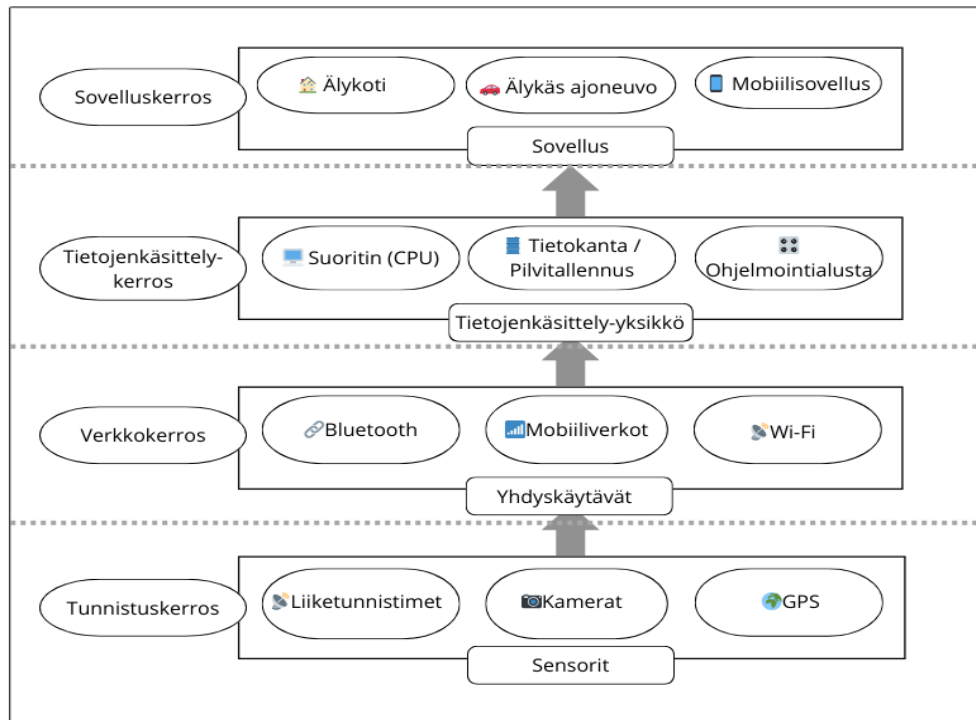 Sovelluskerros
Älykoti
Älykäs ajoneuvo
Mobiilisovellus
Sovellus
Tietojenkäsittely-
kerros
Suoritin (CPU)
Tietokanta /
Pilvitallennus
Ohjelmointialusta
Tietojenkäsittely-yksikkö
Verkkokerros
Bluetooth
Mobiiliverkot
Wi-Fi
Yhdyskäytävät
Tunnistuskerros
Liiketunnistimet
Kamerat
GPS
Sensorit